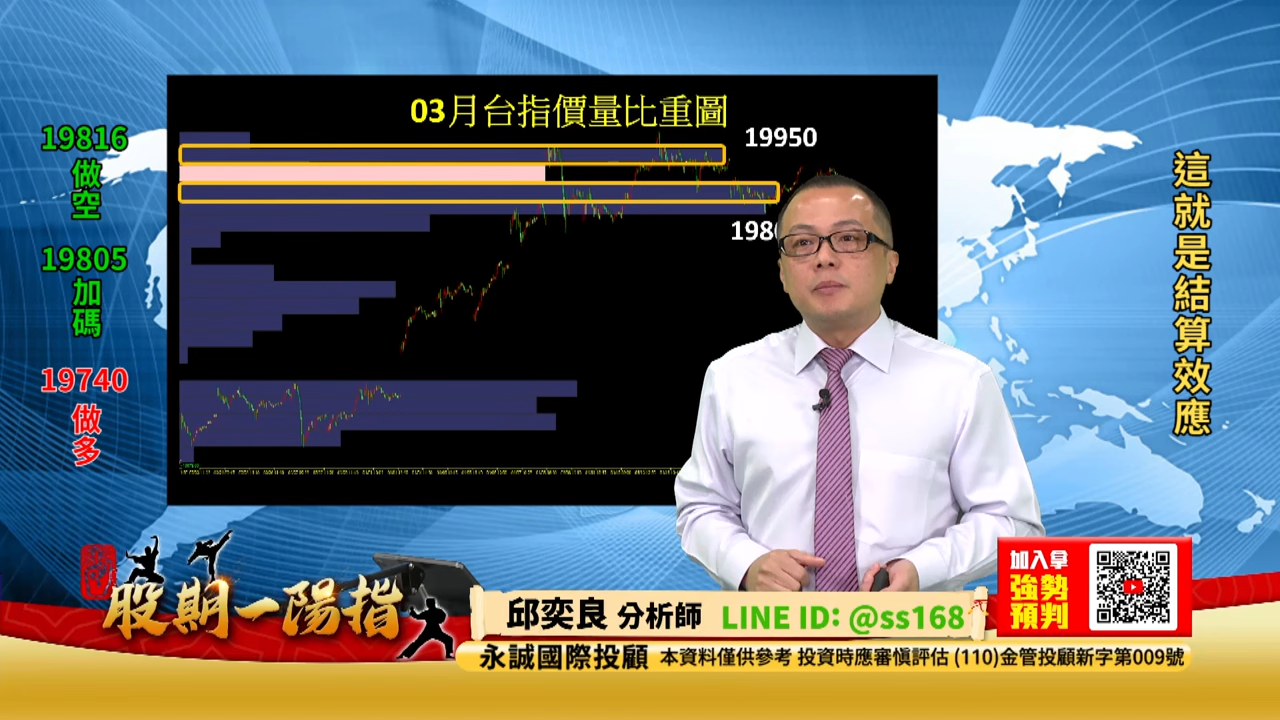 03月台指價量比重圖
19950
198
19816
做空
19805
加碼
19740
做多
這就是結算效應
股期一陽指
邱奕良 分析師 LINE ID: @ss168
加入拿
強勢
預判
永誠國際投顧 本資料僅供參考 投資時應審慎評估 (110)金管投顧新字第009號